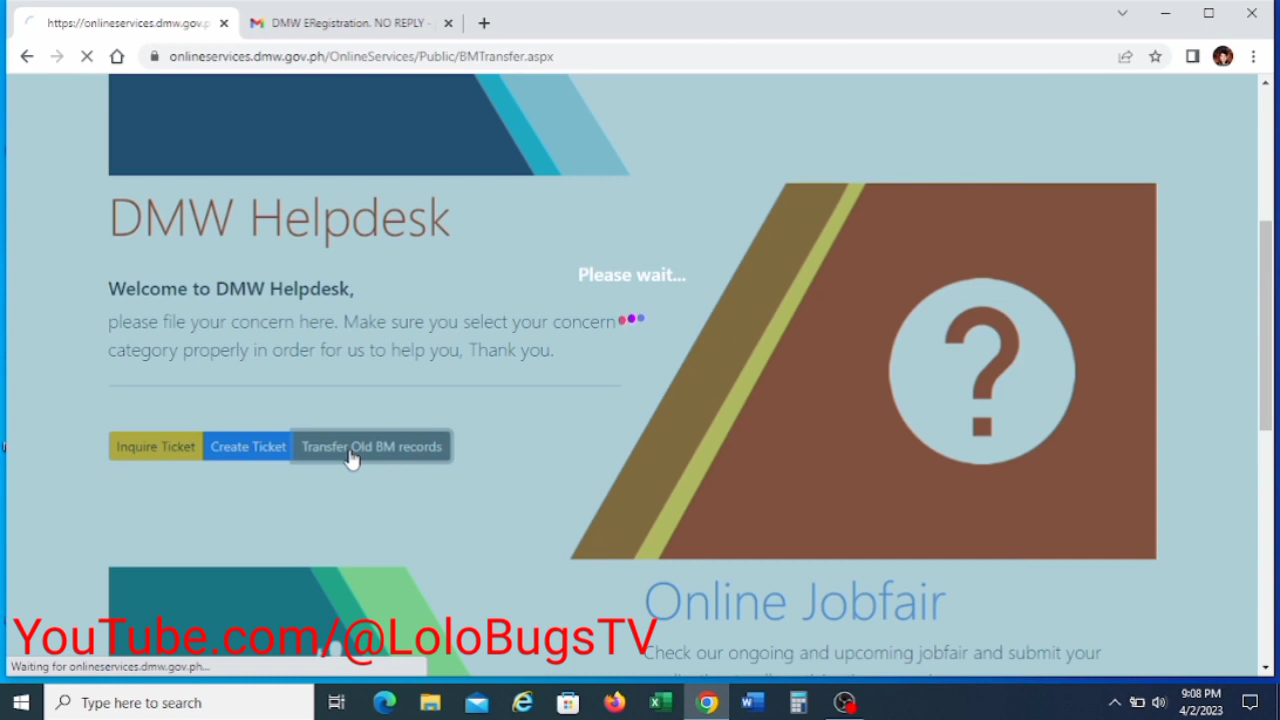 https://onlineservices.dmw.gov.p
DMW ERegistration. NO REPLY -
onlineservices.dmw.gov.ph/OnlineServices/Public/BMTransfer.aspx
DMW Helpdesk
Please wait...
Welcome to DMW Helpdesk,
please file your concern here. Make sure you select your concern
category properly in order for us to help you, Thank you.
Inquire Ticket
Create Ticket
Transfer Old BM records
Online Jobfair
YouTube.com/@LoloBugsTV
Check our ongoing and upcoming jobfair and submit your
Waiting for onlineservices.dmw.gov.ph...
Type here to search
9:08 PM
4/2/2023